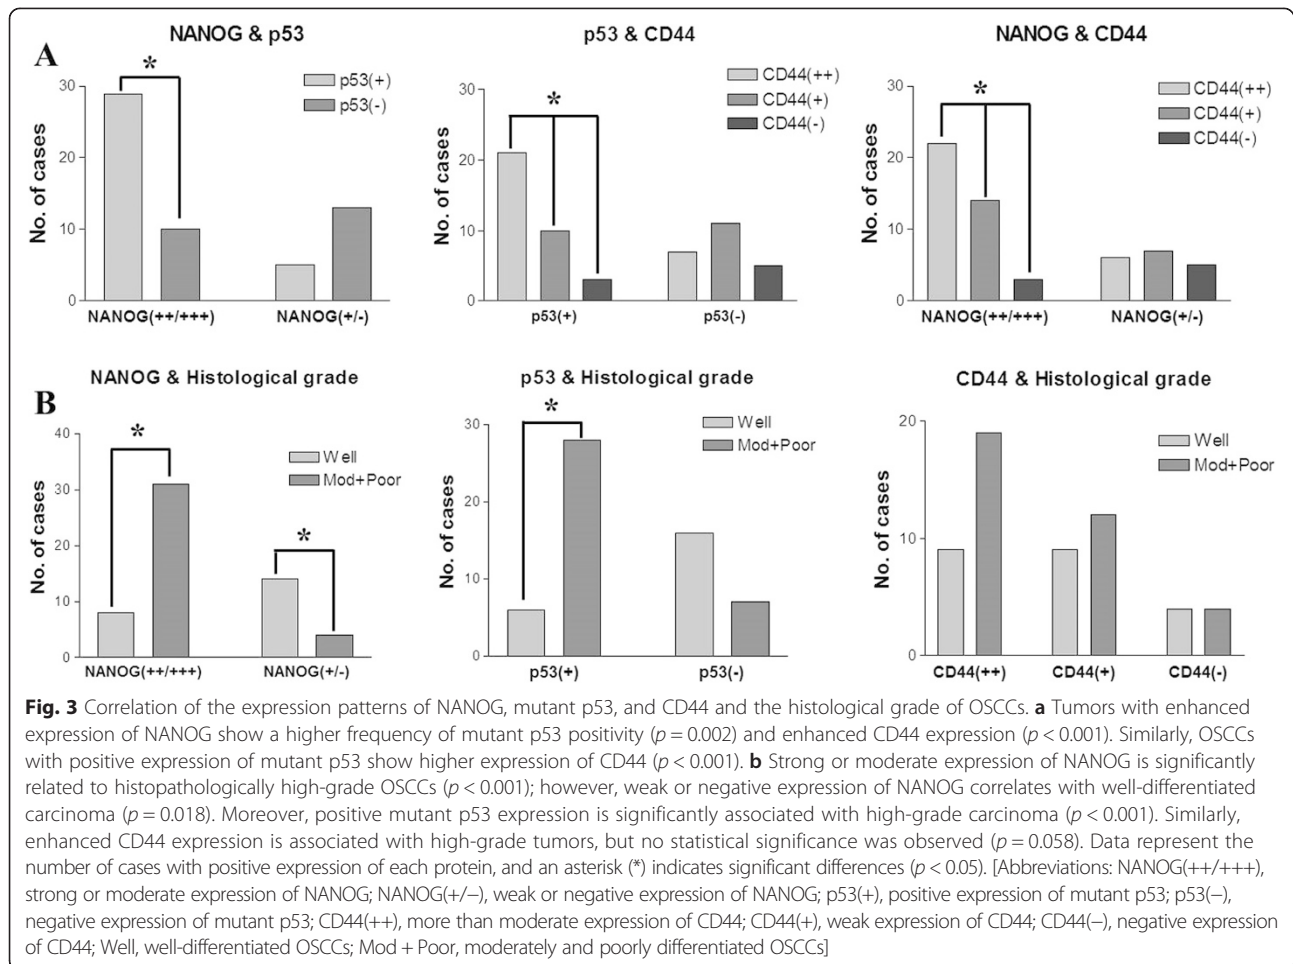 A
NANOG & p53
*
p53(+)
p53(-)
No. of cases
30
20
10
0
NANOG(++/+++)
NANOG(+/-)
p53 & CD44
*
CD44(++)
CD44(+)
CD44(-)
No. of cases
30
20
10
0
p53(+)
p53(-)
NANOG & CD44
*
CD44(++)
CD44(+)
CD44(-)
No. of cases
30
20
10
0
NANOG(++/+++)
NANOG(+/-)
B
NANOG & Histological grade
*
*
Well
Mod+Poor
No. of cases
40
30
20
10
0
NANOG(++/+++)
NANOG(+/-)
p53 & Histological grade
*
Well
Mod+Poor
No. of cases
30
20
10
0
p53(+)
p53(-)
CD44 & Histological grade
Well
Mod+Poor
No. of cases
20
10
0
CD44(++)
CD44(+)
CD44(-)
Fig. 3 Correlation of the expression patterns of NANOG, mutant p53, and CD44 and the histological grade of OSCCs. a Tumors with enhanced
expression of NANOG show a higher frequency of mutant p53 positivity (p = 0.002) and enhanced CD44 expression (p < 0.001). Similarly, OSCCs
with positive expression of mutant p53 show higher expression of CD44 (p < 0.001). b Strong or moderate expression of NANOG is significantly
related to histopathologically high-grade OSCCs (p < 0.001); however, weak or negative expression of NANOG correlates with well-differentiated
carcinoma (p = 0.018). Moreover, positive mutant p53 expression is significantly associated with high-grade carcinoma (p < 0.001). Similarly,
enhanced CD44 expression is associated with high-grade tumors, but no statistical significance was observed (p = 0.058). Data represent the
number of cases with positive expression of each protein, and an asterisk (*) indicates significant differences (p < 0.05). [Abbreviations: NANOG(++/+++),
strong or moderate expression of NANOG; NANOG(+/−), weak or negative expression of NANOG; p53(+), positive expression of mutant p53; p53(−),
negative expression of mutant p53; CD44(++), more than moderate expression of CD44; CD44(+), weak expression of CD44; CD44(−), negative expression
of CD44; Well, well-differentiated OSCCs; Mod + Poor, moderately and poorly differentiated OSCCs]